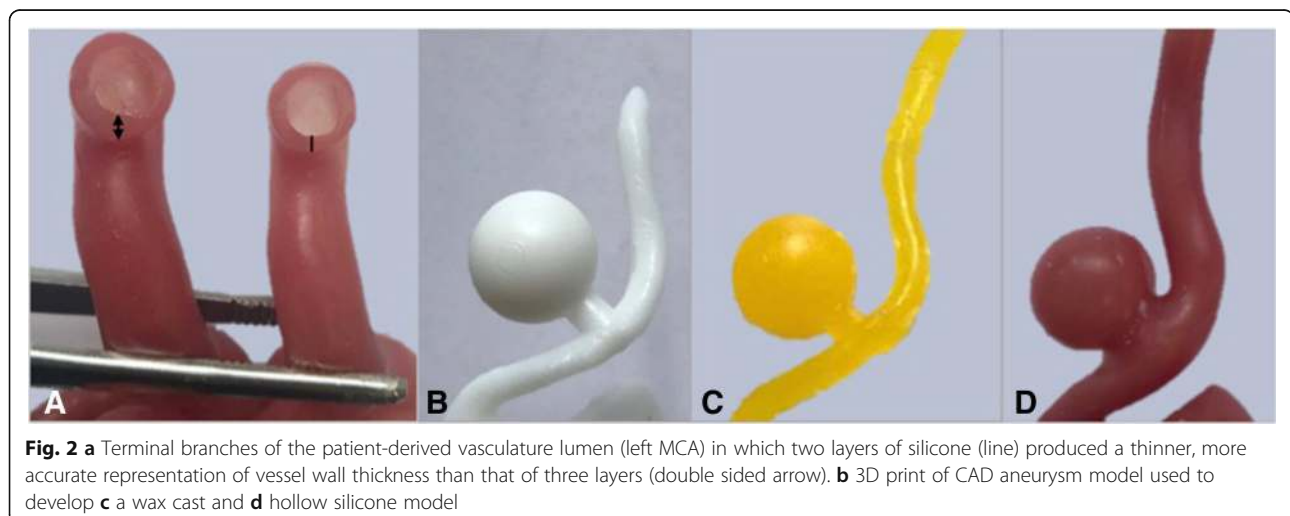 A
B
C
D
Fig. 2 a Terminal branches of the patient-derived vasculature lumen (left MCA) in which two layers of silicone (line) produced a thinner, more
accurate representation of vessel wall thickness than that of three layers (double sided arrow). b 3D print of CAD aneurysm model used to
develop c a wax cast and d hollow silicone model